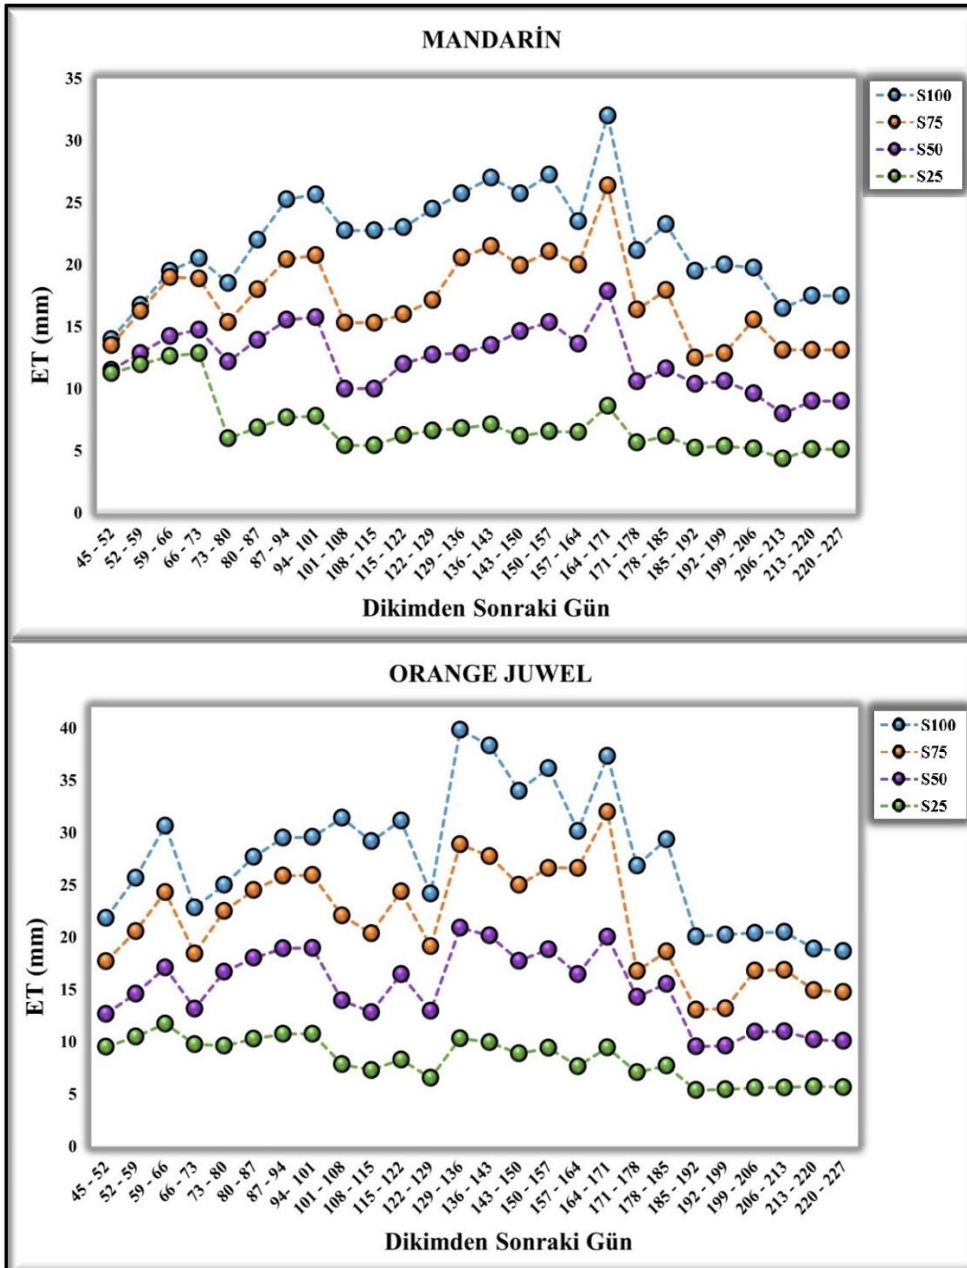 MANDARİN
35
30
25
20
15
10
5
0
ET (mm)
S100
S75
S50
S25
45 - 52
52 - 59
59 - 66
66 - 73
73 - 80
80 - 87
87 - 94
94 - 101
101 - 108
108 - 115
115 - 122
122 - 129
129 - 136
136 - 143
143 - 150
150 - 157
157 - 164
164 - 171
171 - 178
178 - 185
185 - 192
192 - 199
199 - 206
206 - 213
213 - 220
220 - 227
Dikimden Sonraki Gün
ORANGE JUWEL
40
35
30
25
20
15
10
5
0
ET (mm)
S100
S75
S50
S25
45 - 52
52 - 59
59 - 66
66 - 73
73 - 80
80 - 87
87 - 94
94 - 101
101 - 108
108 - 115
115 - 122
122 - 129
129 - 136
136 - 143
143 - 150
150 - 157
157 - 164
164 - 171
171 - 178
178 - 185
185 - 192
192 - 199
199 - 206
206 - 213
213 - 220
220 - 227
Dikimden Sonraki Gün